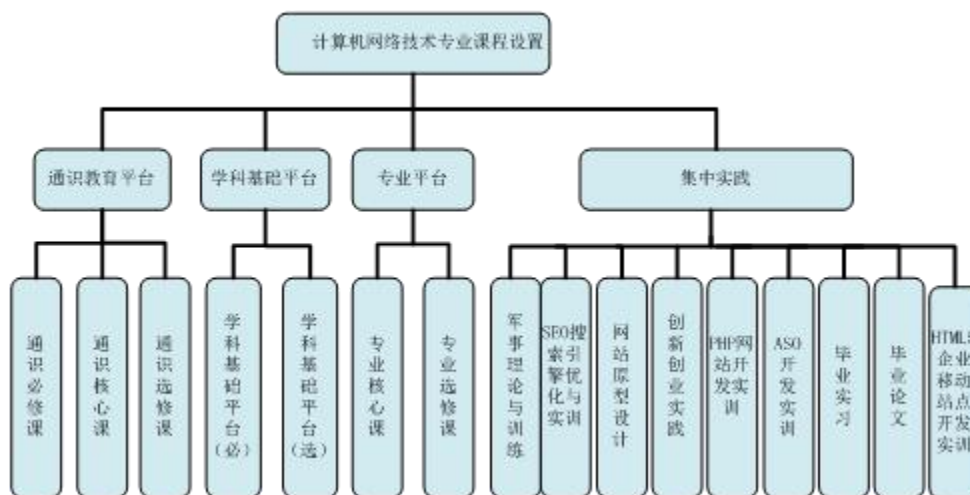 计算机网络技术专业课程设置
通识教育平台
学科基础平台
专业平台
集中实践
通识必修课
通识核心课
通识选修课
学科基础平台(必)
学科基础平台(选)
专业核心课
专业选修课
军事理论与训练
SEO搜索引擎优化与实训
网站原型设计
创新创业实践
PHP网站开发实训
ASO开发实训
毕业实习
毕业论文
企业移动站点开发实训